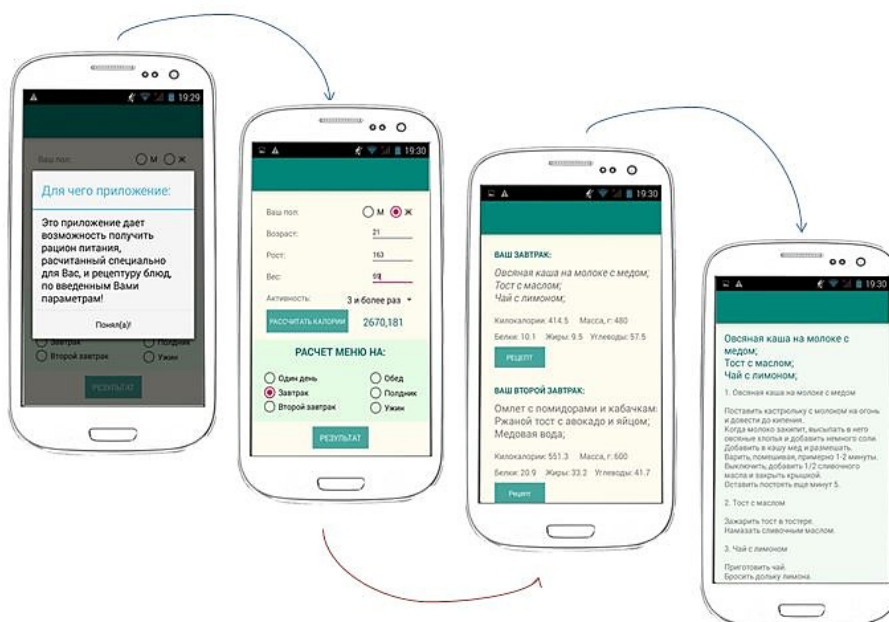 19:29
Ваш пол:
М
Ж
Для чего приложение:
Это приложение дает
возможность получить
рацион питания,
расчитанный специально
для Вас, и рецептуру блюд,
по введенным Вами
параметрам!
Понял(а)!
Завтрак
Полдник
Второй завтрак
Ужин
РЕЗУЛЬТАТ
19:30
Ваш пол:
М
Ж
Возраст:
21
Рост:
163
Вес:
Активность:
3 и более раз
РАССЧИТАТЬ КАЛОРИИ
2670,181
РАСЧЕТ МЕНЮ НА:
Один день
Обед
Завтрак
Полдник
Второй завтрак
Ужин
РЕЗУЛЬТАТ
19:30
ВАШ ЗАВТРАК:
Овсяная каша на молоке с медом;
Тост с маслом;
Чай с лимоном;
Килокалории: 414.5 Масса, г: 480
Белки: 10.1 Жиры: 9.5 Углеводы: 57.5
РЕЦЕПТ
ВАШ ВТОРОЙ ЗАВТРАК:
Омлет с помидорами и кабачкам
Ржаной тост с авокадо и яйцом;
Медовая вода;
Килокалории: 551.3 Масса, г: 600
Белки: 20.9 Жиры: 33.2 Углеводы: 41.7
Рецепт
19:30
Овсяная каша на молоке с
медом;
Тост с маслом;
Чай с лимоном;
1. Овсяная каша на молоке с медом
Поставить кастрюльку с молоком на огонь
и довести до кипения.
Когда молоко закипит, высыпать в него
овсяные хлопья и добавить немного соли.
Добавить в кашу мед и размешать.
Варить, помешивая, примерно 1-2 минуты.
Выключить, добавить 1/2 сливочного
масла и закрыть крышкой.
Оставить постоять еще минут 5.
2. Тост с маслом
Зажарить тост в тостере.
Намазать сливочным маслом.
3. Чай с лимоном
Приготовить чай.
Бросить дольку лимона.